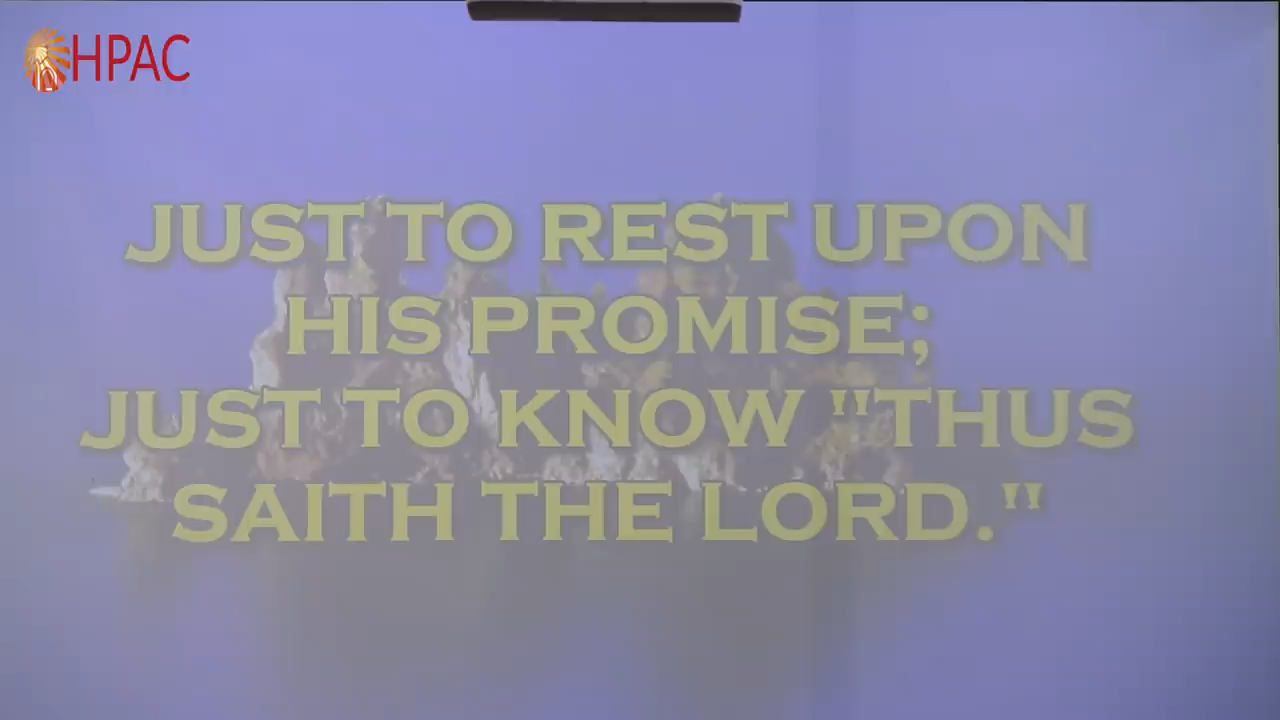 HPAC
JUST TO REST UPON
HIS PROMISE;
JUST TO KNOW "THUS
SAITH THE LORD."